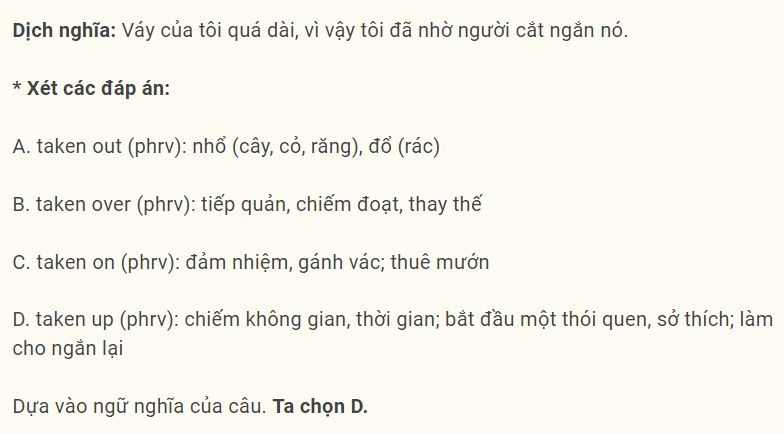 Dịch nghĩa: Váy của tôi quá dài, vì vậy tôi đã nhờ người cắt ngắn nó.
* Xét các đáp án:
A. taken out (phrv): nhổ (cây, cỏ, răng), đổ (rác)
B. taken over (phrv): tiếp quản, chiếm đoạt, thay thế
C. taken on (phrv): đảm nhiệm, gánh vác; thuê mướn
D. taken up (phrv): chiếm không gian, thời gian; bắt đầu một thói quen, sở thích; làm
cho ngắn lại
Dựa vào ngữ nghĩa của câu. Ta chọn D.